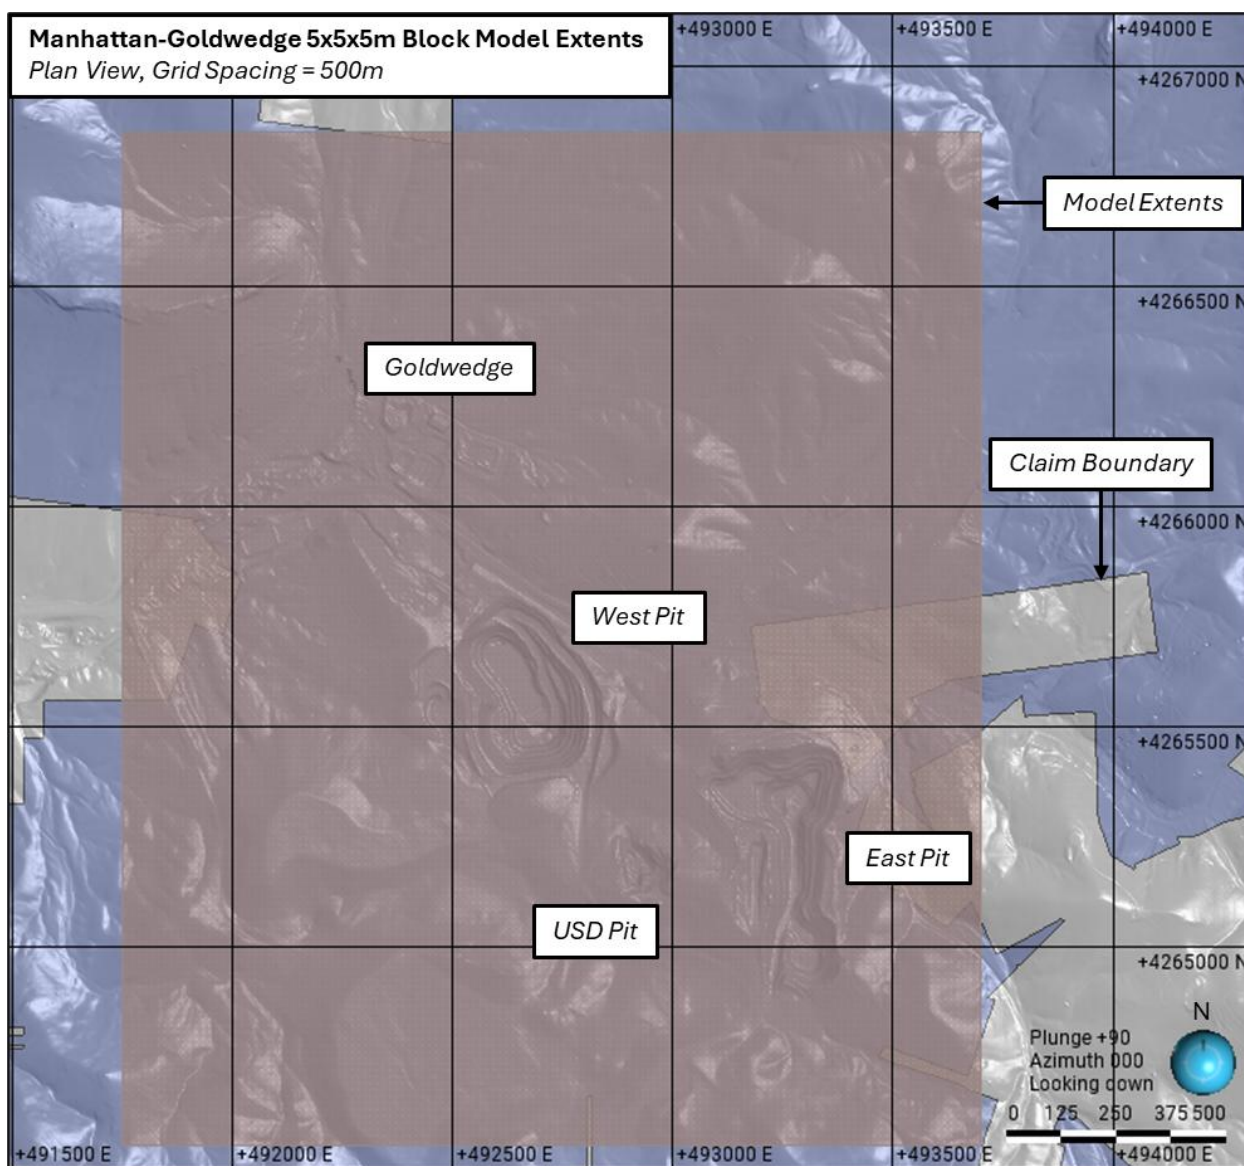 Manhattan-Goldwedge 5x5x5m Block Model Extents
Plan View, Grid Spacing = 500m
+493000 E
+493500 E
+494000 E
+4267000 N
Model Extents
+4266500 N
Goldwedge
Claim Boundary
+4266000 N
West Pit
+4265500 N
East Pit
USD Pit
+4265000 N
N
Plunge +90
Azimuth 000
Looking down
0 125 250 375 500
+491500 E
+492000 E
+492500 E
+493000 E
+493500 E
+494000 E